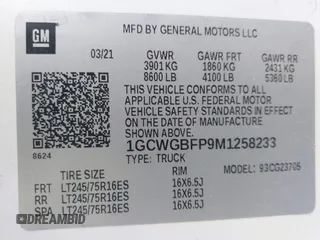 GM
MFD BY GENERAL MOTORS LLC
03/21
GVWR GAWR FRT GAWR RR
3901 KG 1860 KG 2431 KG
8600 LB 4100 LB 5360 LB
THIS VEHICLE CONFORMS TO ALL
APPLICABLE U.S. FEDERAL MOTOR
VEHICLE SAFETY STANDARDS IN EFFECT
ON THE DATE OF MANUFACTURE
SHOWN ABOVE.
1GCWGBFP9M1258233
TYPE: TRUCK
8624
MODEL: 93CG23705
TIRE SIZE RIM
FRT LT245/75R16ES 16X6.5J
RR LT245/75R16ES 16X6.5J
SPA LT245/75R16ES 16X6.5J
DREAMBID